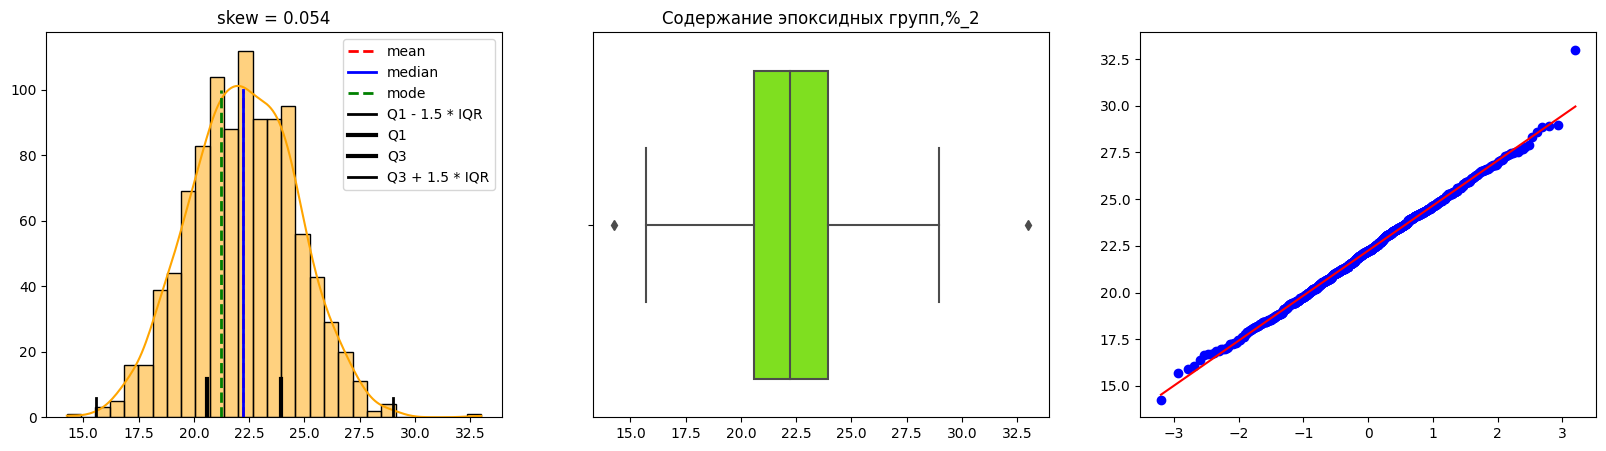 skew = 0.054
mean
median
mode
Q1 - 1.5 * IQR
Q1
Q3
Q3 + 1.5 * IQR
100
80
60
40
20
0
15.0 17.5 20.0 22.5 25.0 27.5 30.0 32.5
Содержание эпоксидных групп,%_2
15.0 17.5 20.0 22.5 25.0 27.5 30.0 32.5
32.5
30.0
27.5
25.0
22.5
20.0
17.5
15.0
−3 −2 −1 0 1 2 3